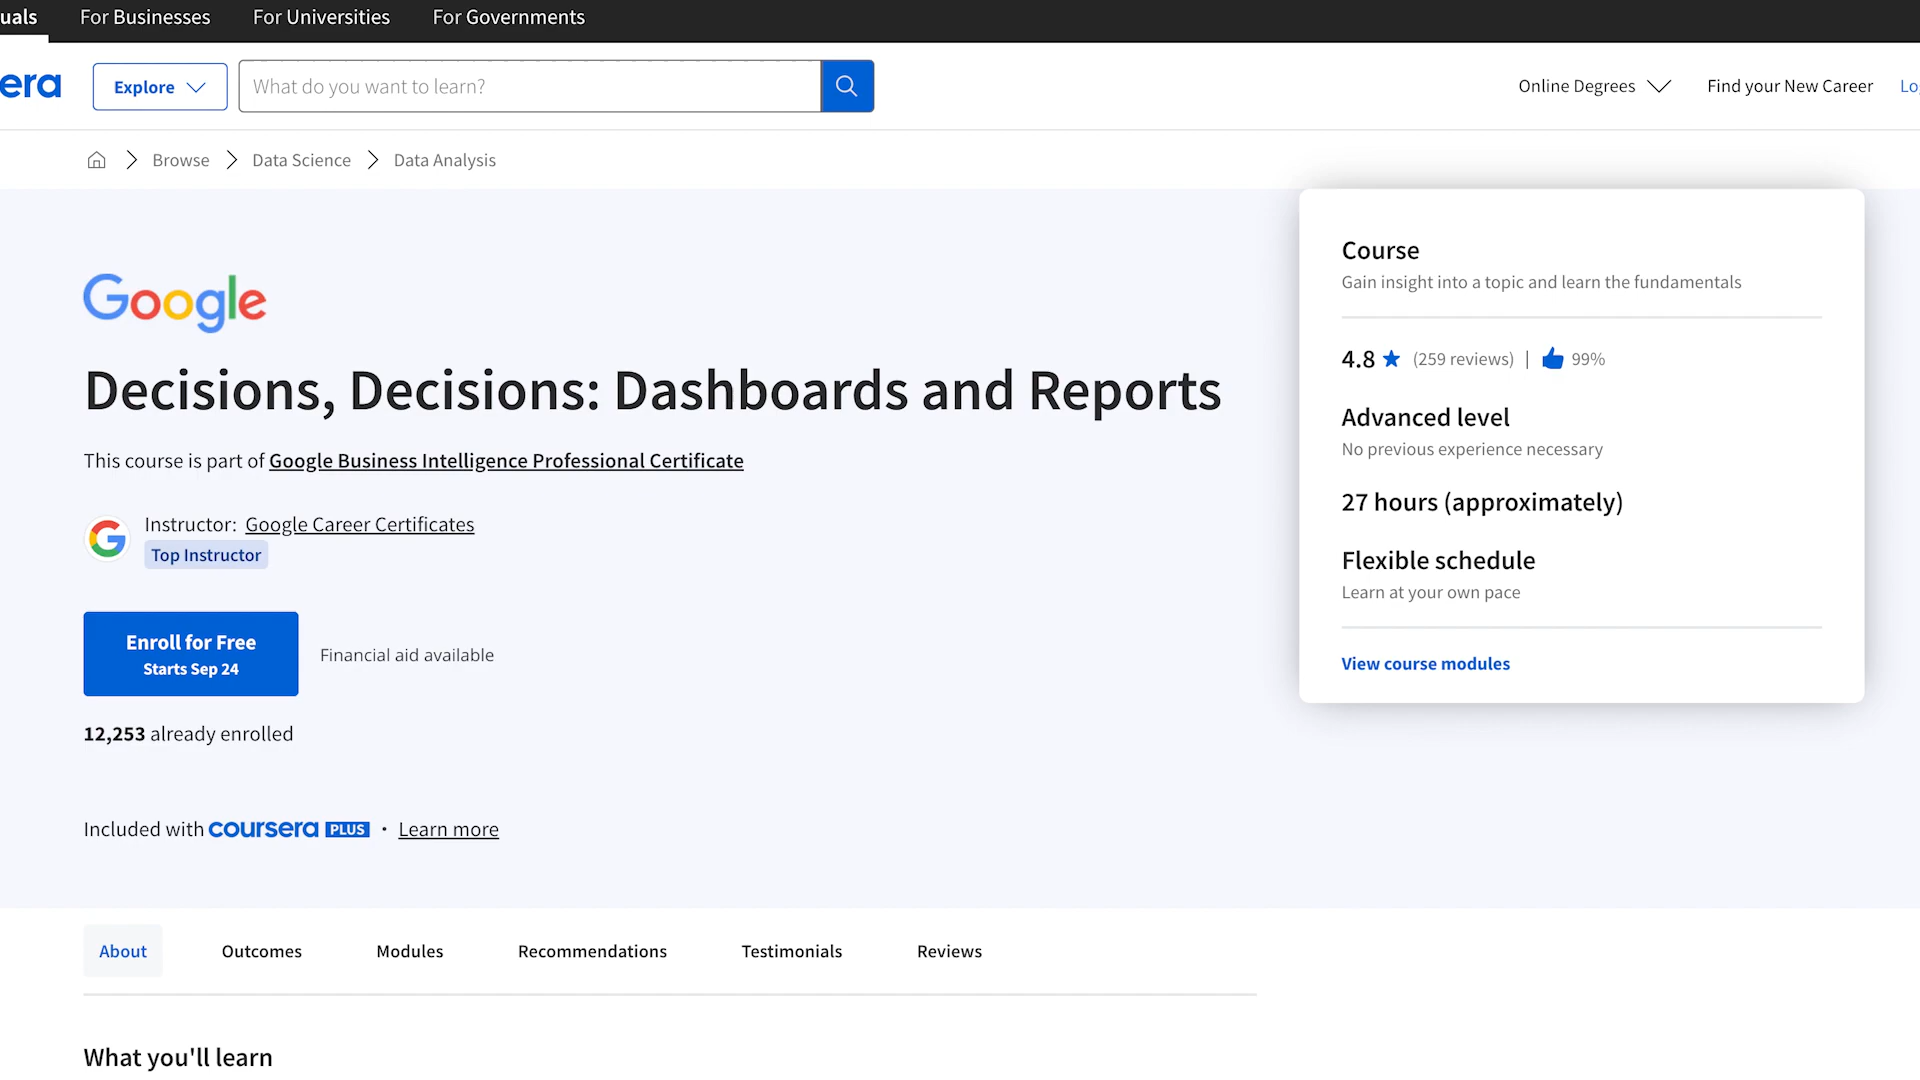 uals For Businesses For Universities For Governments
era Explore What do you want to learn? Online Degrees Find your New Career Lo
Browse Data Science Data Analysis
Google
Decisions, Decisions: Dashboards and Reports
This course is part of Google Business Intelligence Professional Certificate
Instructor: Google Career Certificates
Top Instructor
Enroll for Free
Starts Sep 24
Financial aid available
12,253 already enrolled
Included with coursera PLUS • Learn more
Course
Gain insight into a topic and learn the fundamentals
4.8 (259 reviews) | 99%
Advanced level
No previous experience necessary
27 hours (approximately)
Flexible schedule
Learn at your own pace
View course modules
About Outcomes Modules Recommendations Testimonials Reviews
What you'll learn